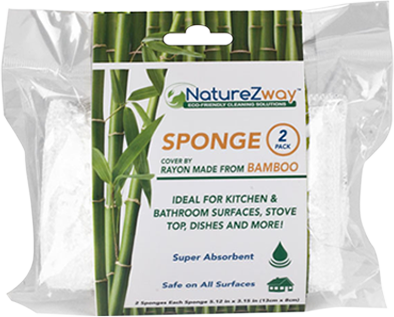 NatureZway™
ECO-FRIENDLY CLEANING SOLUTIONS
SPONGE 2 PACK
COVER BY
RAYON MADE FROM BAMBOO
IDEAL FOR KITCHEN &
BATHROOM SURFACES, STOVE
TOP, DISHES AND MORE!
Super Absorbent
Safe on All Surfaces
2 Sponges Each Sponge 5.12 in x 3.15 in (13cm x 8cm)